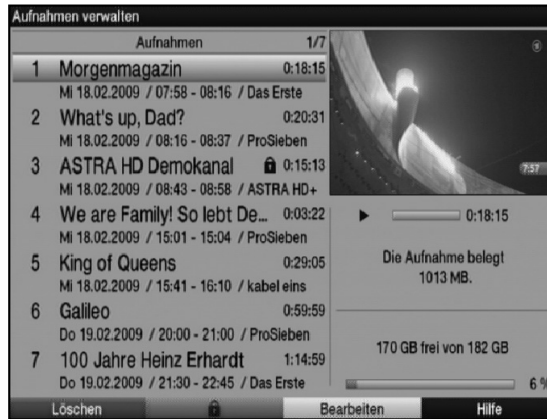 Aufnahmen verwalten
Aufnahmen 1/7
1 Morgenmagazin 0:18:15
Mi 18.02.2009 / 07:58 - 08:16 / Das Erste
2 What's up, Dad? 0:20:31
Mi 18.02.2009 / 08:16 - 08:37 / ProSieben
3 ASTRA HD Demokanal 0:15:13
Mi 18.02.2009 / 08:43 - 08:58 / ASTRA HD+
4 We are Family! So lebt De... 0:03:22
Mi 18.02.2009 / 15:01 - 15:04 / ProSieben
5 King of Queens 0:29:05
Mi 18.02.2009 / 15:41 - 16:10 / kabel eins
6 Galileo 0:59:59
Do 19.02.2009 / 20:00 - 21:00 / ProSieben
7 100 Jahre Heinz Erhardt 1:14:59
Do 19.02.2009 / 21:30 - 22:45 / Das Erste
7:57
0:18:15
Die Aufnahme belegt
1013 MB.
170 GB frei von 182 GB
6 %
Löschen Bearbeiten Hilfe